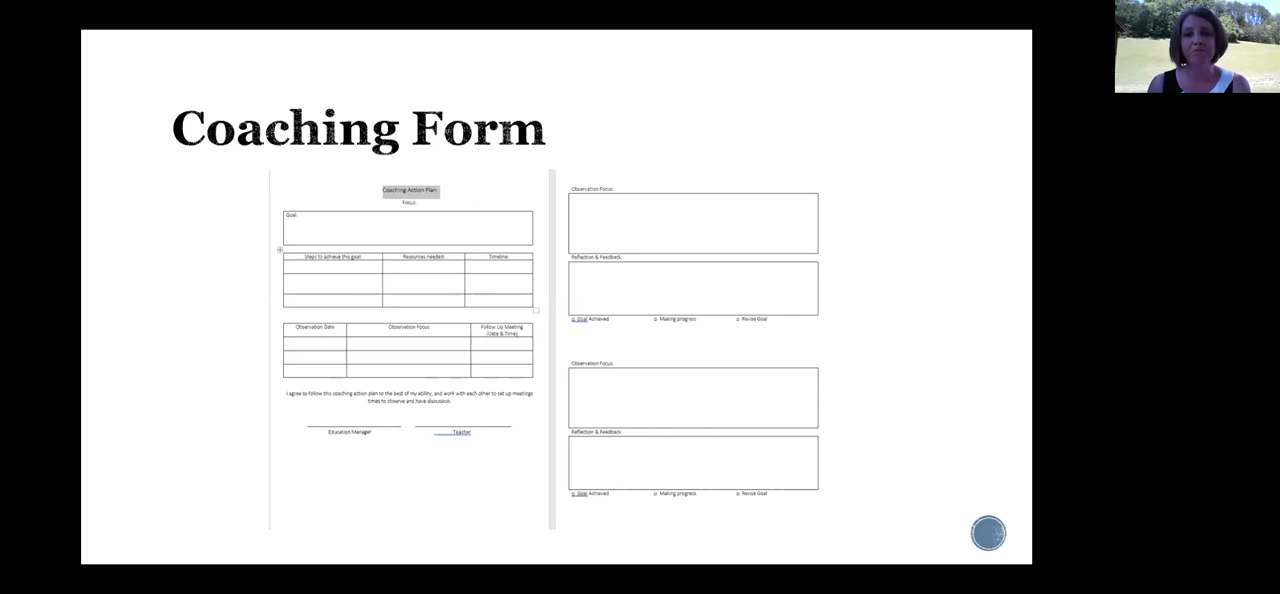 Coaching Form
Coaching Action Plan
Focus:
Goal:
Steps to achieve this goal: Resources needed: Timeline:
Observation Date Observation Focus Follow Up Meeting
(Date & Time)
I agree to follow this coaching action plan to the best of my ability, and work with each other to set up meetings
times to observe and have discussion.
Education Manager Teacher
Observation Focus:
Reflection & Feedback:
Goal Achieved Making progress Revise Goal
Observation Focus:
Reflection & Feedback:
Goal Achieved Making progress Revise Goal